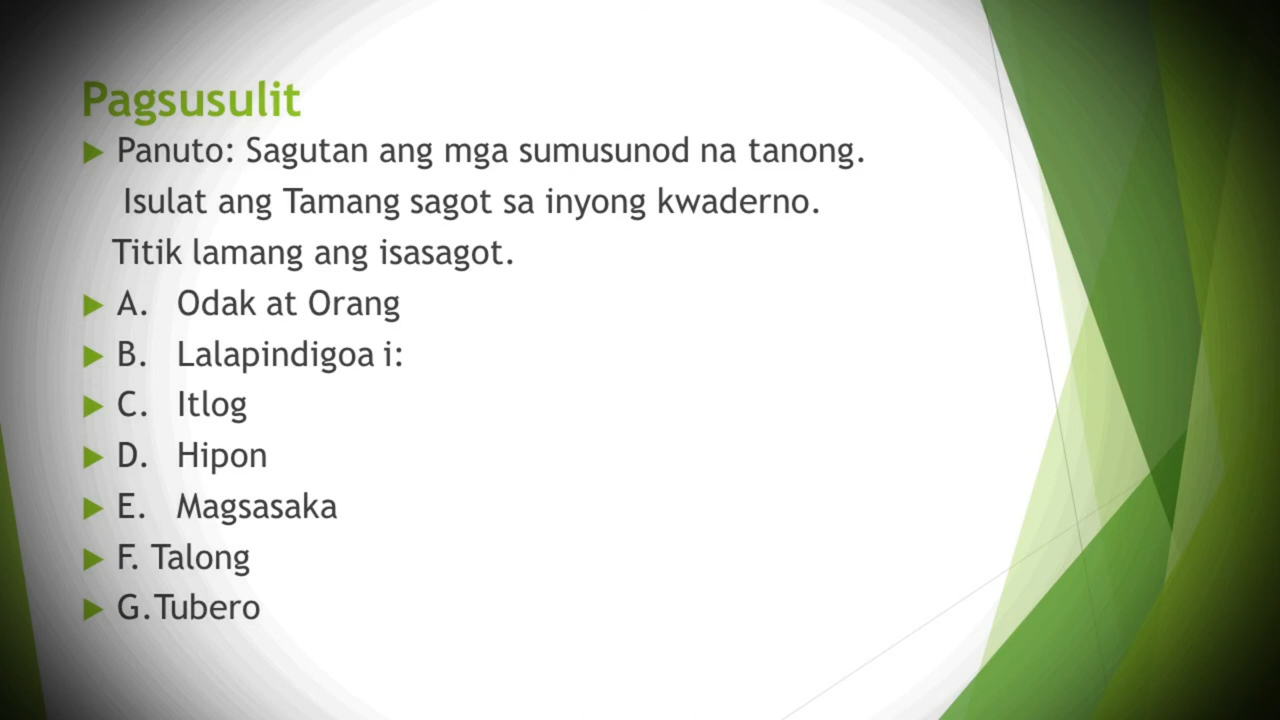 Pagsusulit
Panuto: Sagutan ang mga sumusunod na tanong.
Isulat ang Tamang sagot sa inyong kwaderno.
Titik lamang ang isasagot.
A. Odak at Orang
B. Lalapindigoa i:
C. Itlog
D. Hipon
E. Magsasaka
F. Talong
G.Tubero